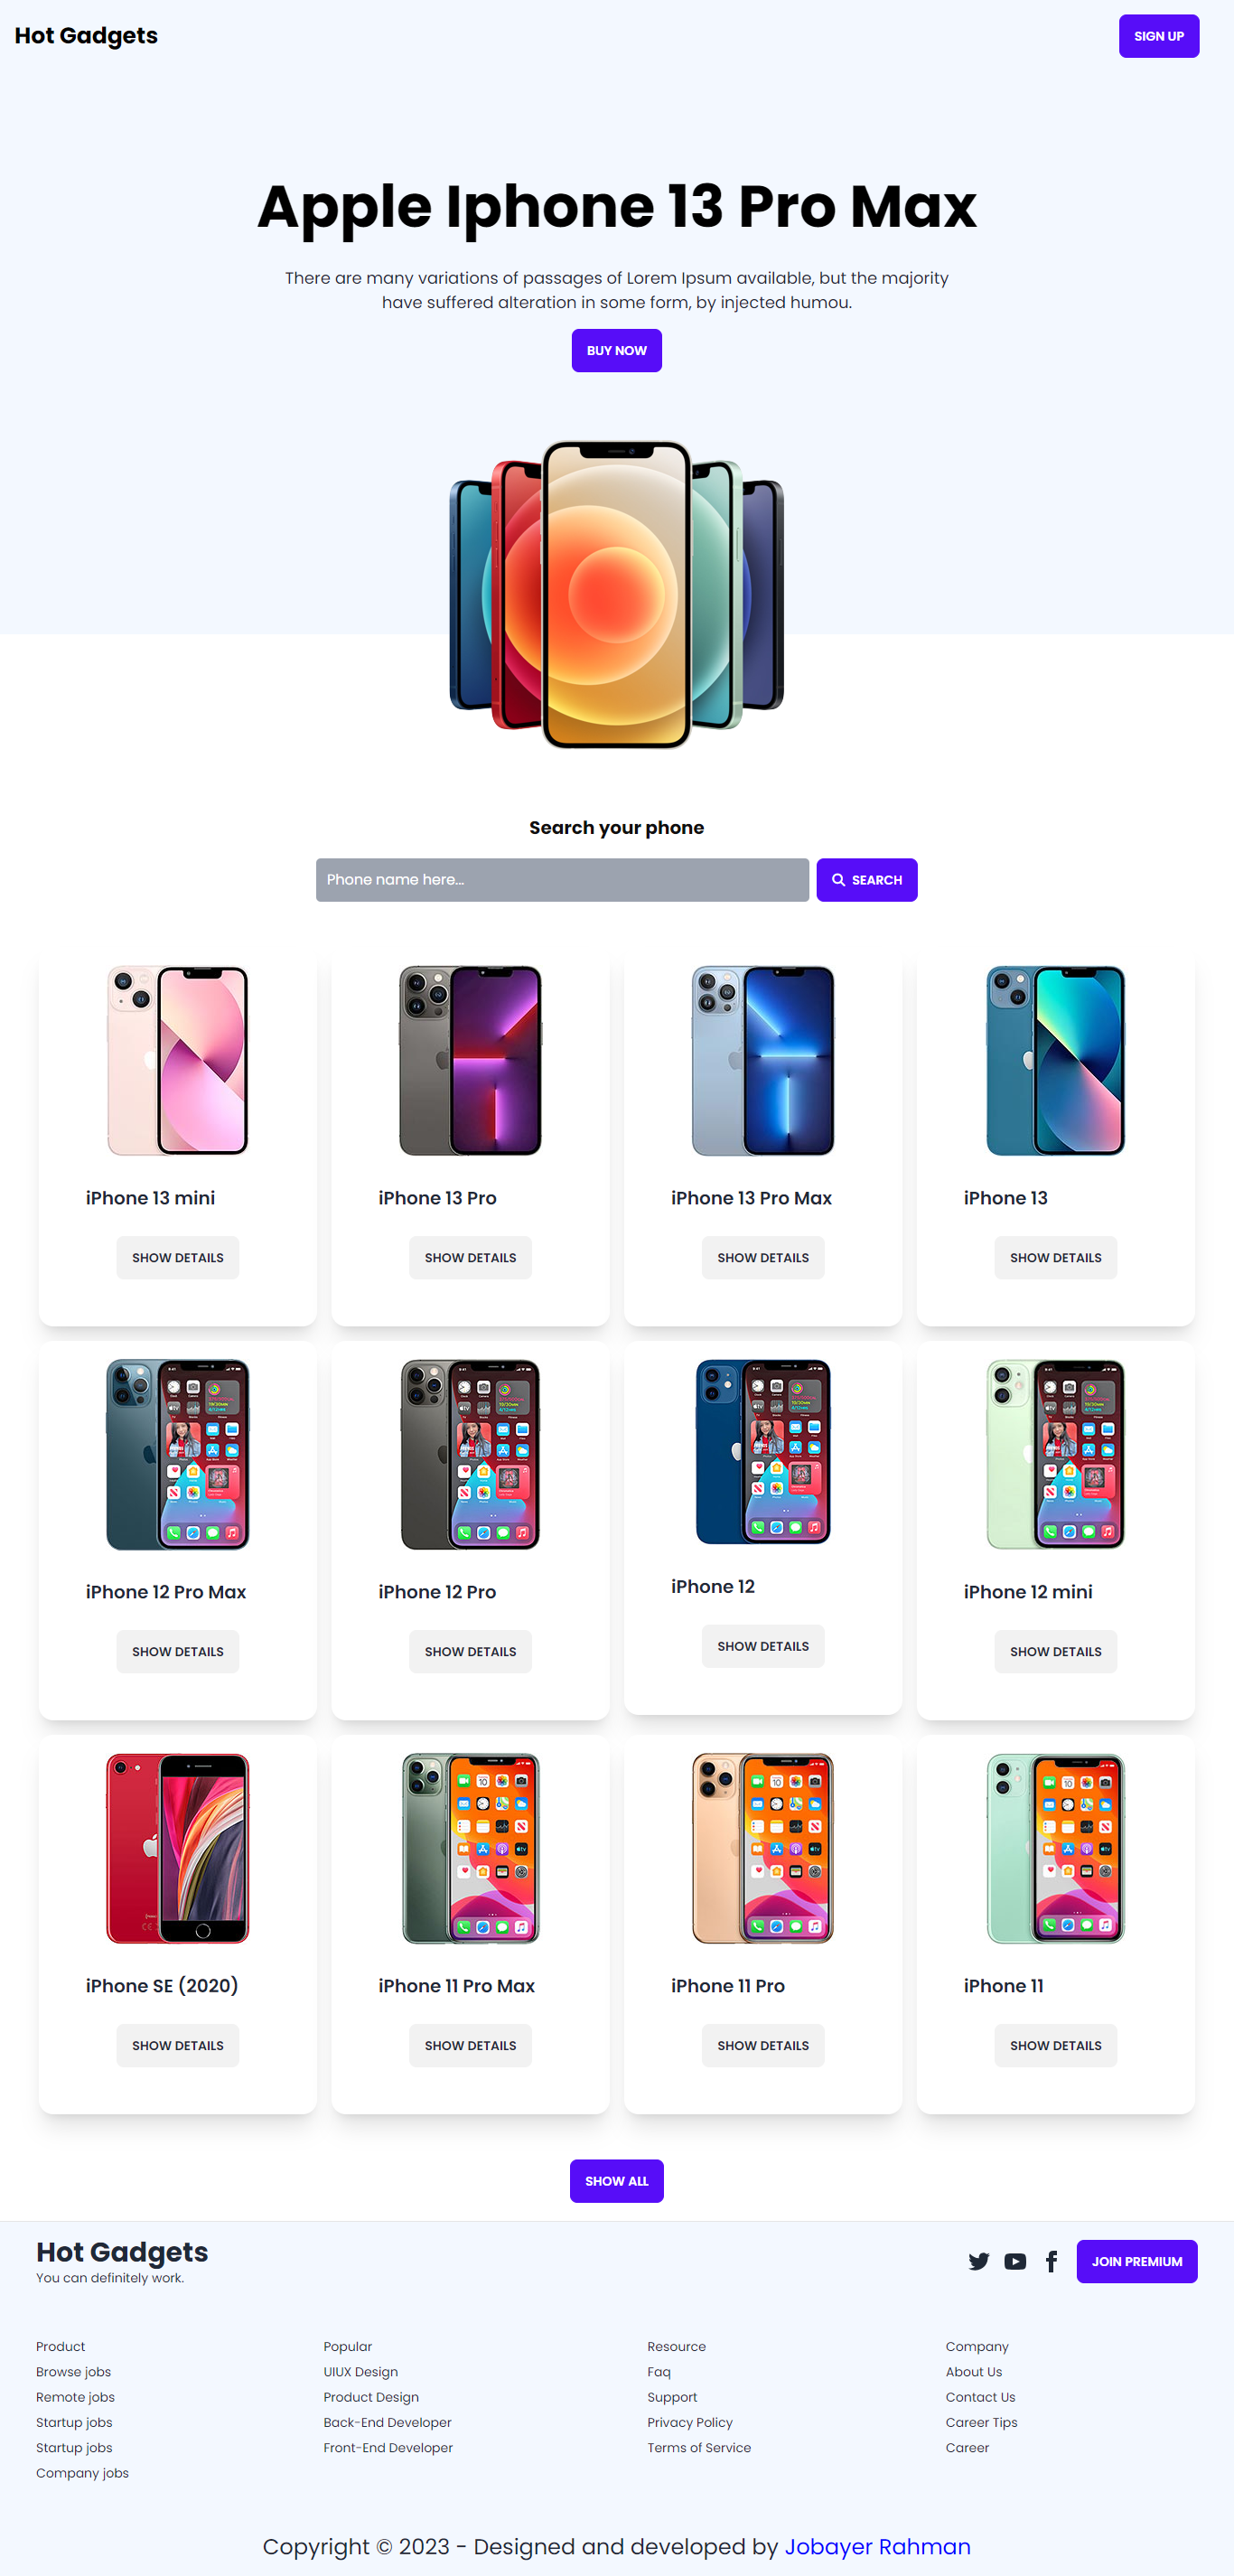 Hot Gadgets
SIGN UP
Apple Iphone 13 Pro Max
There are many variations of passages of Lorem Ipsum available, but the majority
have suffered alteration in some form, by injected humou.
BUY NOW
Search your phone
Phone name here...
SEARCH
iPhone 13 mini
iPhone 13 Pro
iPhone 13 Pro Max
iPhone 13
SHOW DETAILS
SHOW DETAILS
SHOW DETAILS
SHOW DETAILS
iPhone 12 Pro Max
iPhone 12 Pro
iPhone 12
iPhone 12 mini
SHOW DETAILS
SHOW DETAILS
SHOW DETAILS
SHOW DETAILS
iPhone SE (2020)
iPhone 11 Pro Max
iPhone 11 Pro
iPhone 11
SHOW DETAILS
SHOW DETAILS
SHOW DETAILS
SHOW DETAILS
SHOW ALL
Hot Gadgets
You can definitely work.
JOIN PREMIUM
Product
Browse jobs
Remote jobs
Startup jobs
Startup jobs
Company jobs
Popular
UIUX Design
Product Design
Back-End Developer
Front-End Developer
Resource
Faq
Support
Privacy Policy
Terms of Service
Company
About Us
Contact Us
Career Tips
Career
Copyright © 2023 - Designed and developed by Jobayer Rahman